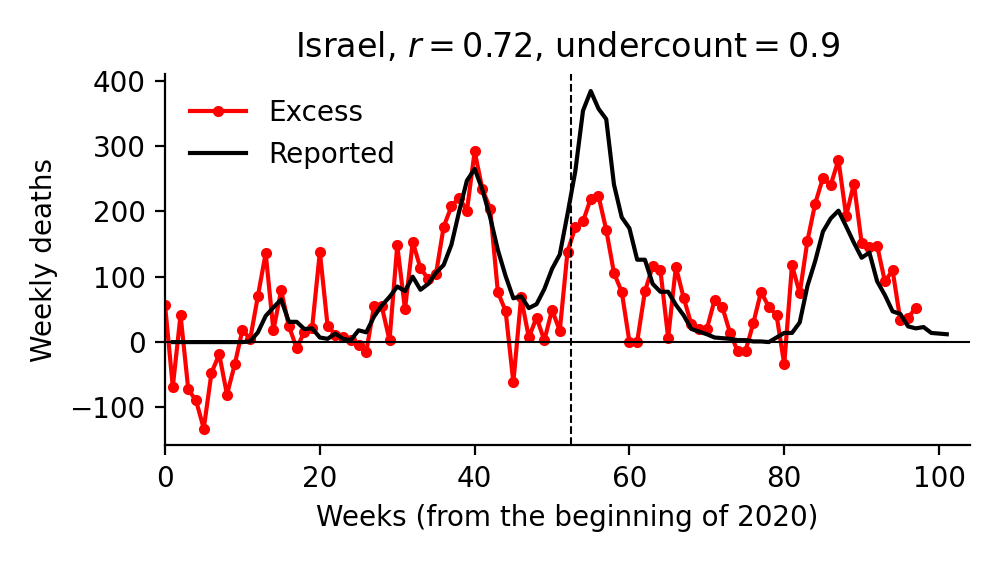 Israel, r = 0.72, undercount = 0.9
Excess
Reported
Weekly deaths
400
300
200
100
0
−100
0 20 40 60 80 100
Weeks (from the beginning of 2020)